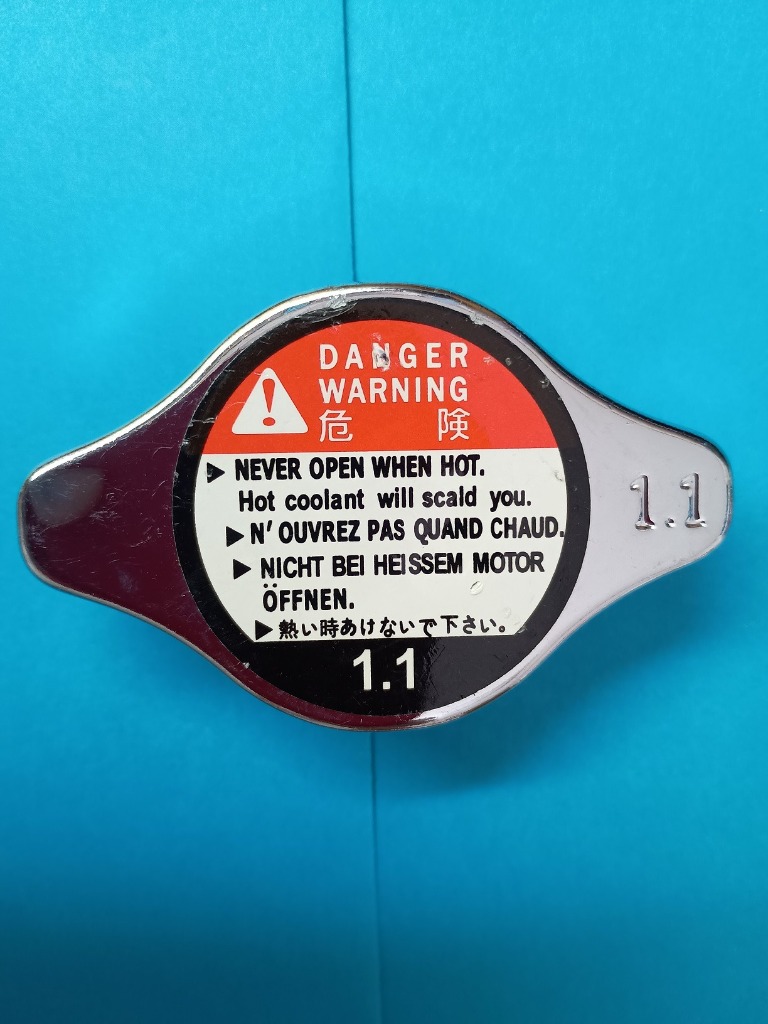 DANGER
WARNING
危 険
▶ NEVER OPEN WHEN HOT.
Hot coolant will scald you.
▶ N' OUVREZ PAS QUAND CHAUD.
▶ NICHT BEI HEISSEM MOTOR
ÖFFNEN.
▶ 熱い時あけないで下さい。
1.1
1.1